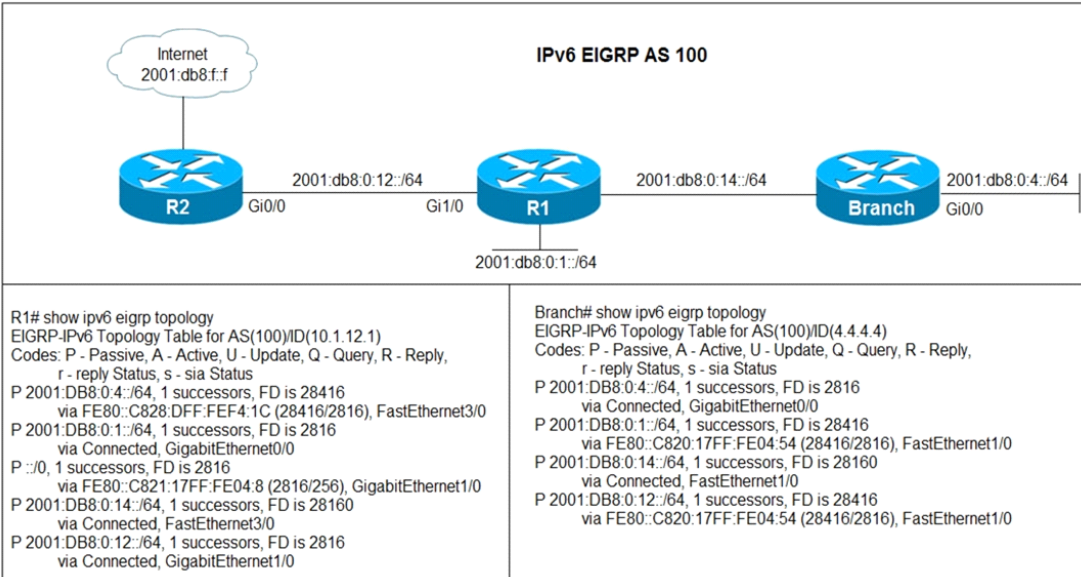 Internet
2001:db8:f::f
IPv6 EIGRP AS 100
2001:db8:0:12::/64
2001:db8:0:14::/64
2001:db8:0:4::/64
R2
Gi0/0
Gi1/0
R1
Branch
Gi0/0
2001:db8:0:1::/64
R1# show ipv6 eigrp topology
EIGRP-IPv6 Topology Table for AS(100)/ID(10.1.12.1)
Codes: P - Passive, A - Active, U - Update, Q - Query, R - Reply,
r - reply Status, s - sia Status
P 2001:DB8:0:4::/64, 1 successors, FD is 28416
via FE80::C828:DFF:FEF4:1C (28416/2816), FastEthernet3/0
P 2001:DB8:0:1::/64, 1 successors, FD is 2816
via Connected, GigabitEthernet0/0
P ::/0, 1 successors, FD is 2816
via FE80::C821:17FF:FE04:8 (2816/256), GigabitEthernet1/0
P 2001:DB8:0:14::/64, 1 successors, FD is 28160
via Connected, FastEthernet3/0
P 2001:DB8:0:12::/64, 1 successors, FD is 2816
via Connected, GigabitEthernet1/0
Branch# show ipv6 eigrp topology
EIGRP-IPv6 Topology Table for AS(100)/ID(4.4.4.4)
Codes: P - Passive, A - Active, U - Update, Q - Query, R - Reply,
r - reply Status, s - sia Status
P 2001:DB8:0:4::/64, 1 successors, FD is 2816
via Connected, GigabitEthernet0/0
P 2001:DB8:0:1::/64, 1 successors, FD is 28416
via FE80::C820:17FF:FE04:54 (28416/2816), FastEthernet1/0
P 2001:DB8:0:14::/64, 1 successors, FD is 28160
via Connected, FastEthernet1/0
P 2001:DB8:0:12::/64, 1 successors, FD is 28416
via FE80::C820:17FF:FE04:54 (28416/2816), FastEthernet1/0